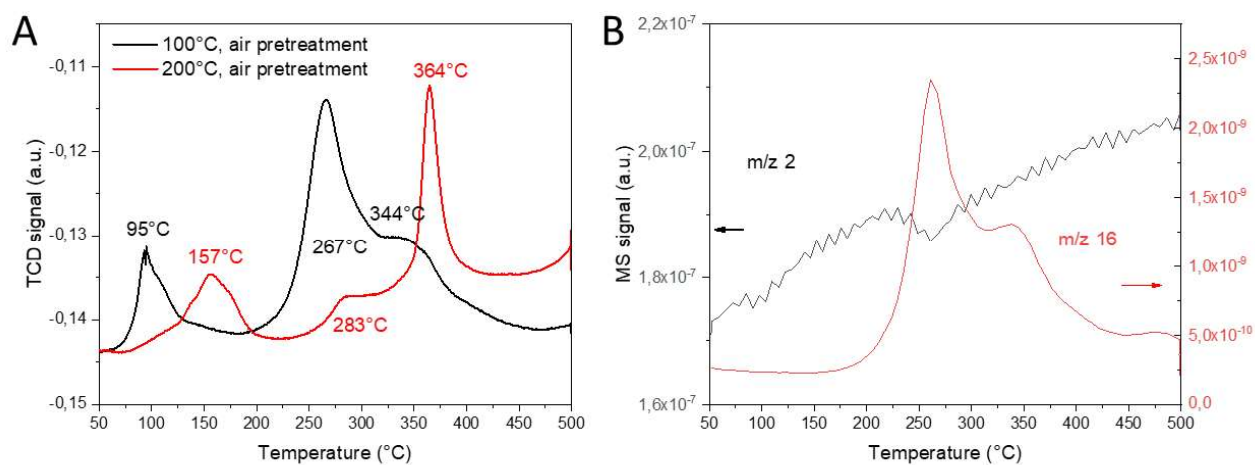 A
100°C, air pretreatment
200°C, air pretreatment
-0,11
-0,12
-0,13
-0,14
-0,15
TCD signal (a.u.)
95°C
157°C
267°C
283°C
344°C
364°C
50 100 150 200 250 300 350 400 450 500
Temperature (°C)
B
2,2x10⁻⁷
2,0x10⁻⁷
1,8x10⁻⁷
1,6x10⁻⁷
MS signal (a.u.)
m/z 2
m/z 16
2,5x10⁻⁹
2,0x10⁻⁹
1,5x10⁻⁹
1,0x10⁻⁹
5,0x10⁻¹⁰
0,0
50 100 150 200 250 300 350 400 450 500
Temperature (°C)